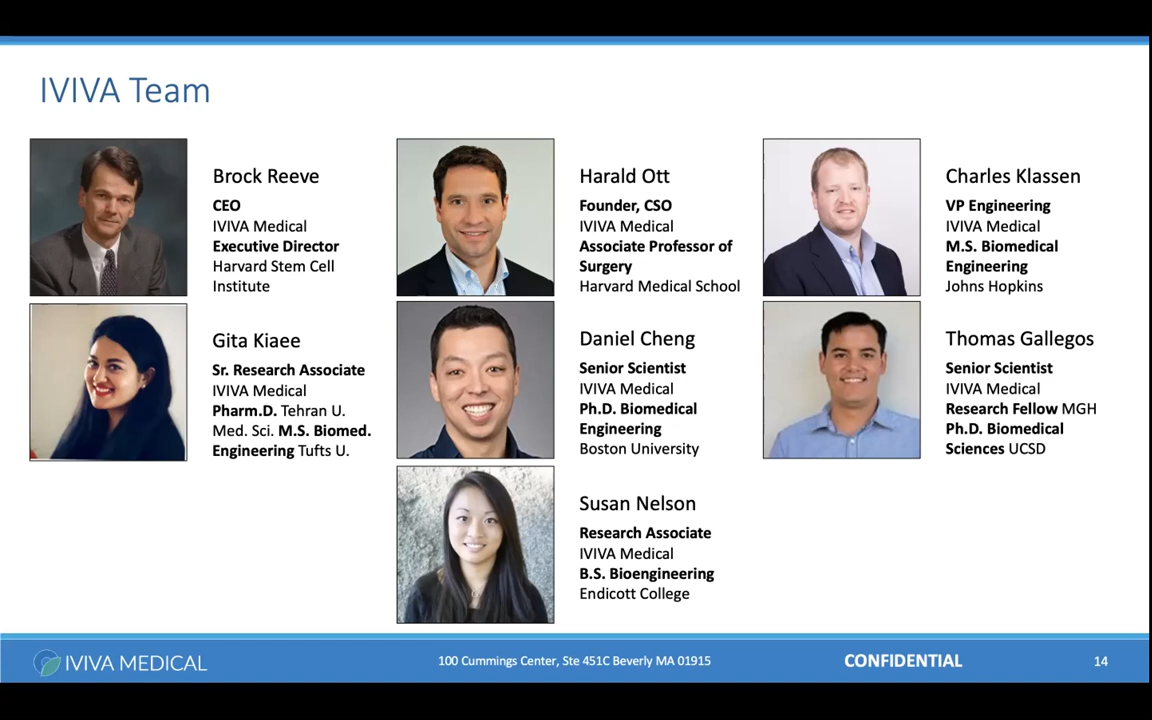 IVIVA Team
Brock Reeve
CEO
IVIVA Medical
Executive Director
Harvard Stem Cell
Institute
Harald Ott
Founder, CSO
IVIVA Medical
Associate Professor of
Surgery
Harvard Medical School
Charles Klassen
VP Engineering
IVIVA Medical
M.S. Biomedical
Engineering
Johns Hopkins
Gita Kiaee
Sr. Research Associate
IVIVA Medical
Pharm.D. Tehran U.
Med. Sci. M.S. Biomed.
Engineering Tufts U.
Daniel Cheng
Senior Scientist
IVIVA Medical
Ph.D. Biomedical
Engineering
Boston University
Thomas Gallegos
Senior Scientist
IVIVA Medical
Research Fellow MGH
Ph.D. Biomedical
Sciences UCSD
Susan Nelson
Research Associate
IVIVA Medical
B.S. Bioengineering
Endicott College
IVIVA MEDICAL
100 Cummings Center, Ste 451C Beverly MA 01915
CONFIDENTIAL
14